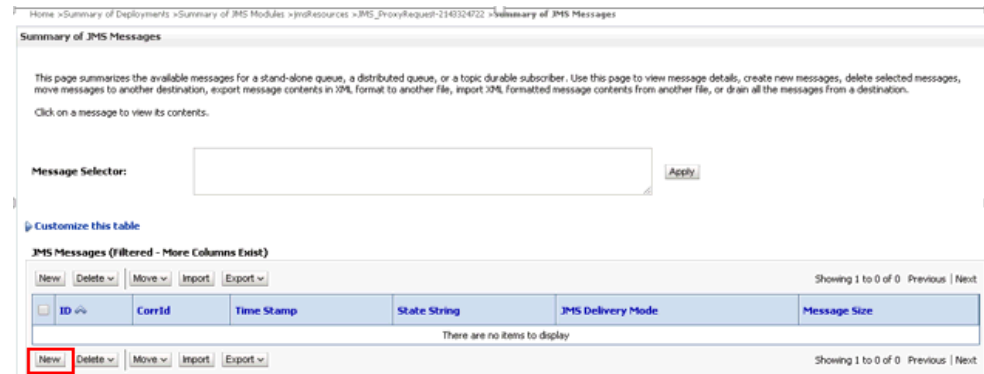 Home >Summary of Deployments >Summary of JMS Modules >jmsResources >JMS_ProxyRequest-2143324722 >Summary of JMS Messages
Summary of JMS Messages
This page summarizes the available messages for a stand-alone queue, a distributed queue, or a topic durable subscriber. Use this page to view message details, create new messages, delete selected messages,
move messages to another destination, export message contents in XML format to another file, import XML formatted message contents from another file, or drain all the messages from a destination.
Click on a message to view its contents.
Message Selector:
Apply
Customize this table
JMS Messages (Filtered - More Columns Exist)
New Delete Move Import Export Showing 1 to 0 of 0 Previous | Next
ID CorrId Time Stamp State String JMS Delivery Mode Message Size
There are no items to display
New Delete Move Import Export Showing 1 to 0 of 0 Previous | Next